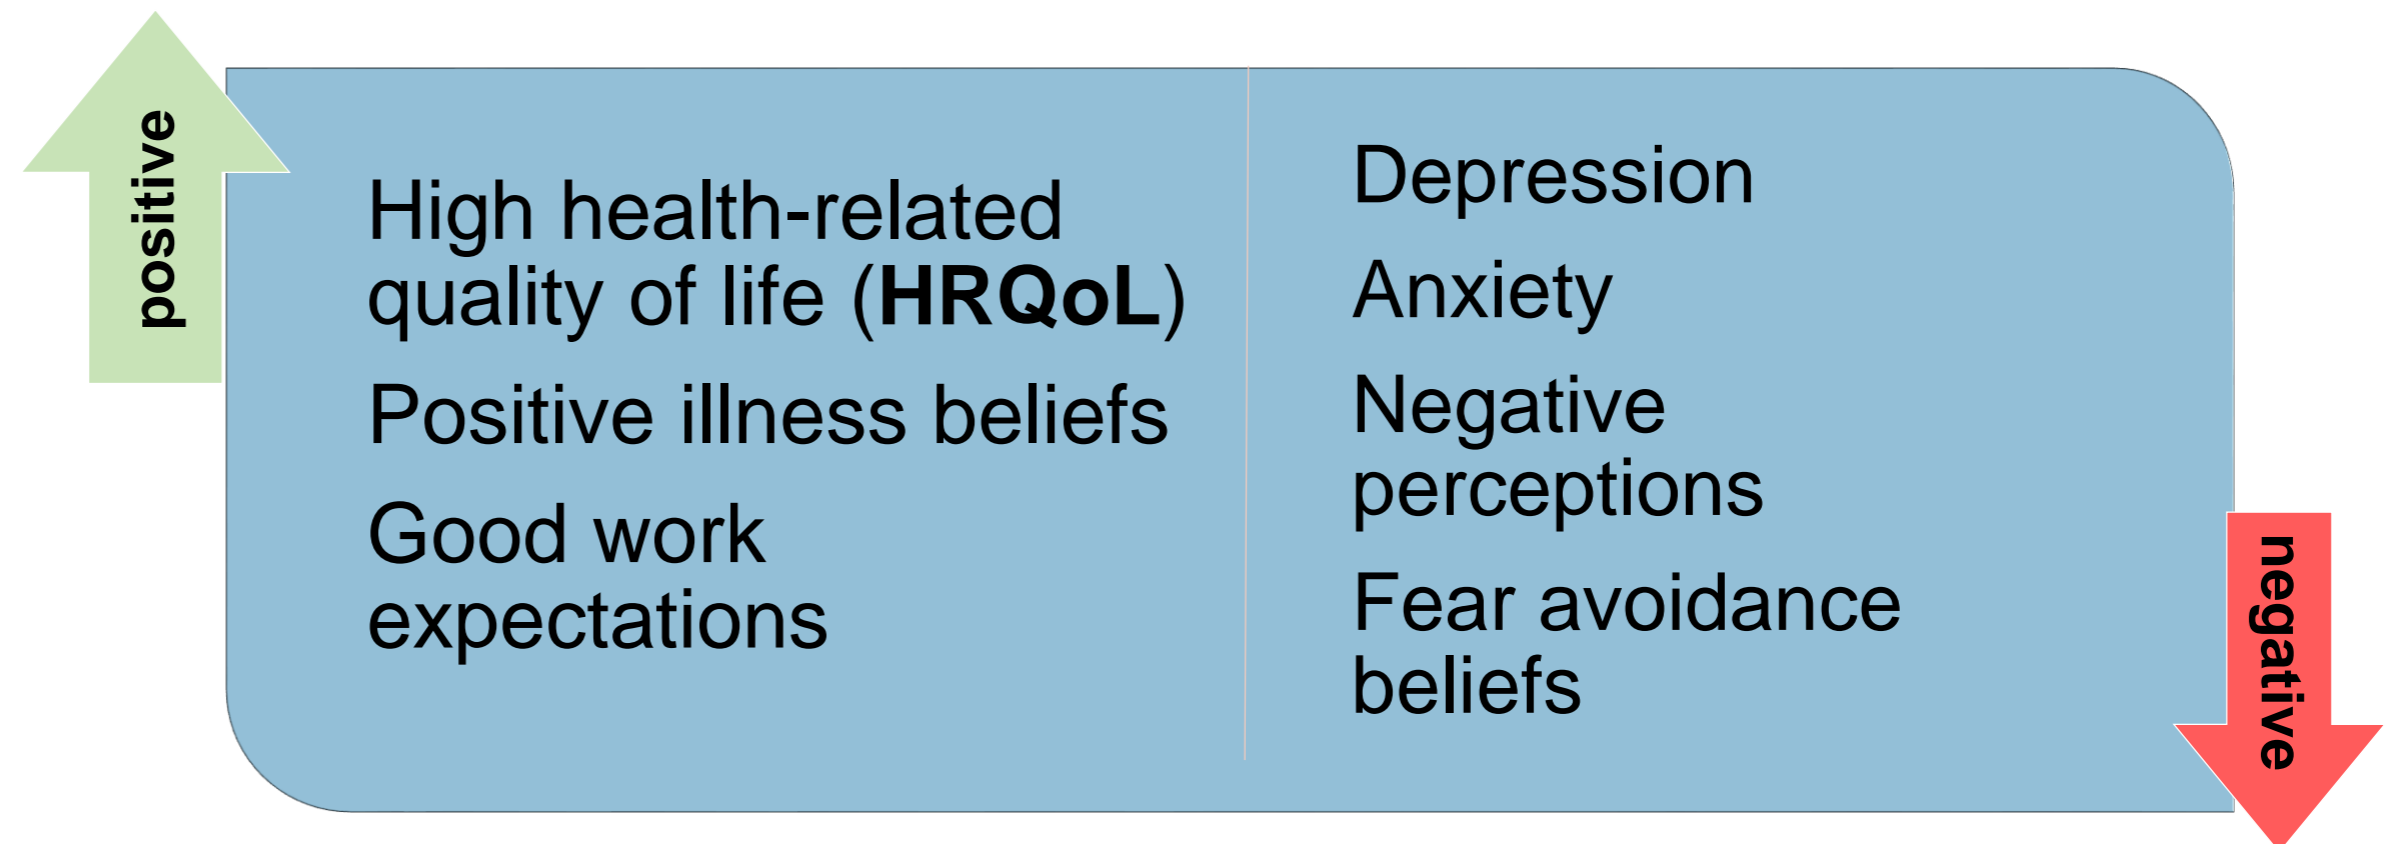 positive
High health-related
quality of life (HRQoL)
Positive illness beliefs
Good work
expectations
Depression
Anxiety
Negative
perceptions
Fear avoidance
beliefs
negative